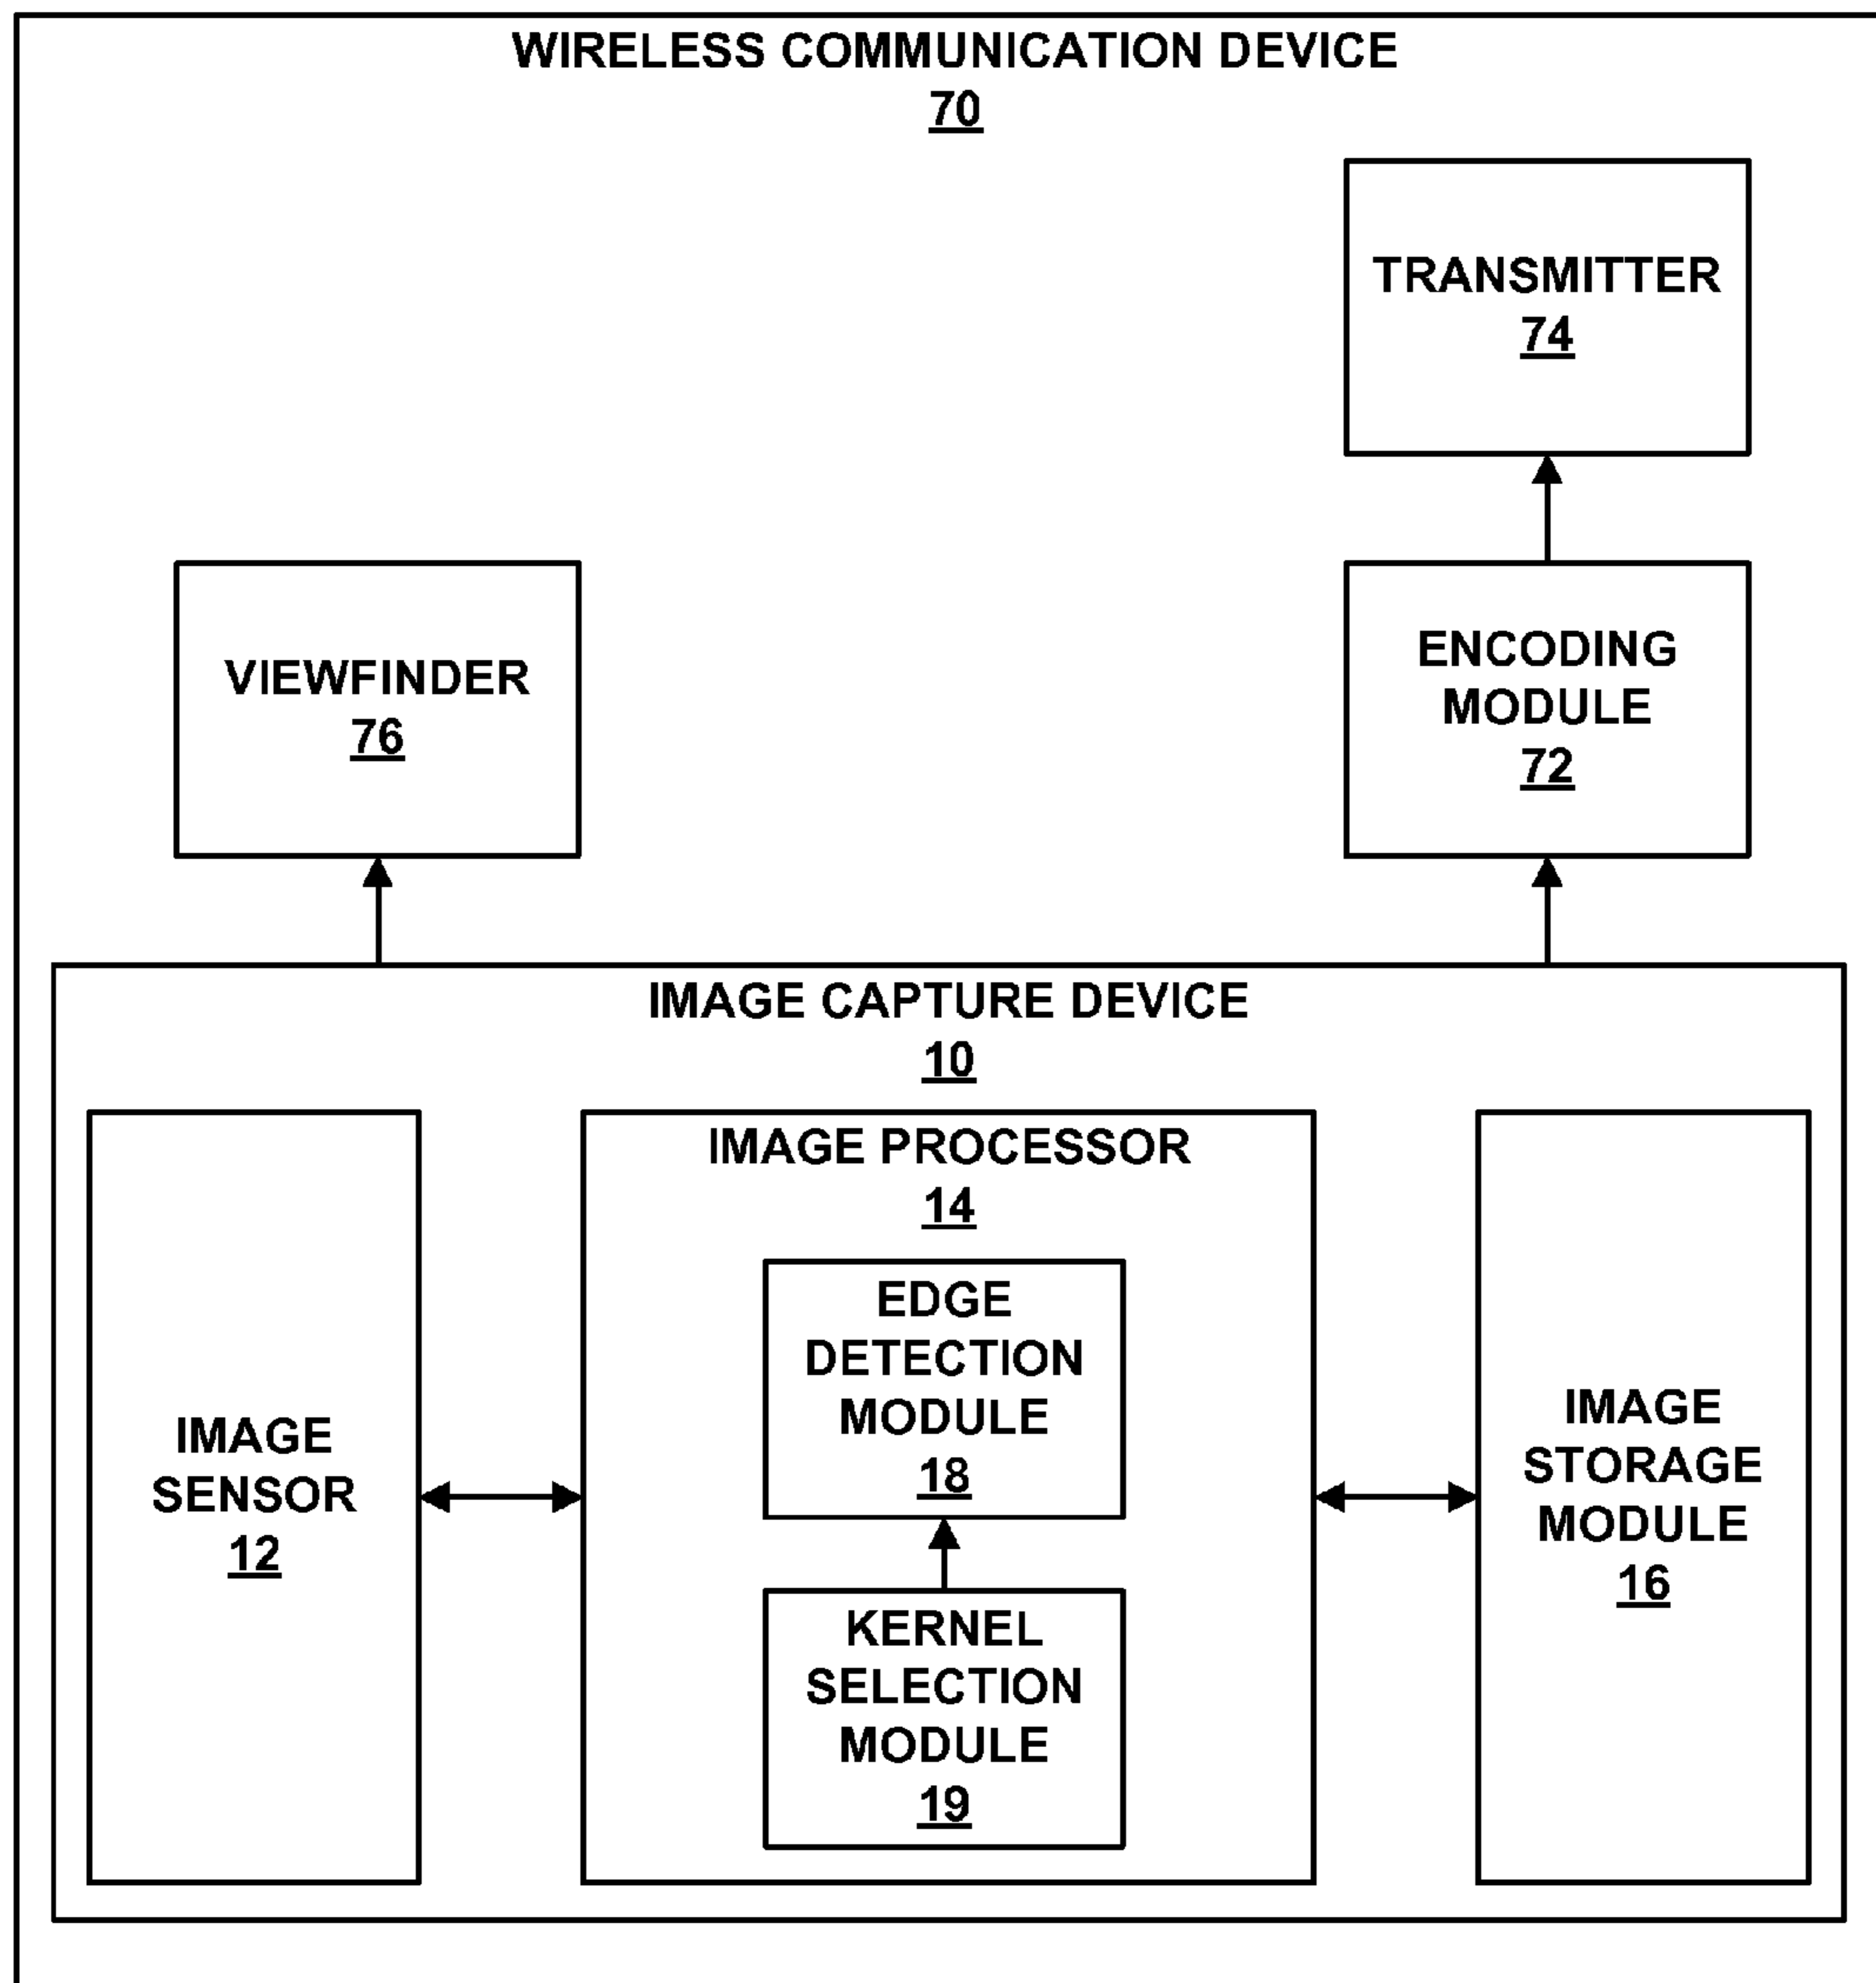 WIRELESS COMMUNICATION DEVICE
70
TRANSMITTER
74
VIEWFINDER
76
ENCODING
MODULE
72
IMAGE CAPTURE DEVICE
10
IMAGE
SENSOR
12
IMAGE PROCESSOR
14
EDGE
DETECTION
MODULE
18
KERNEL
SELECTION
MODULE
19
IMAGE
STORAGE
MODULE
16